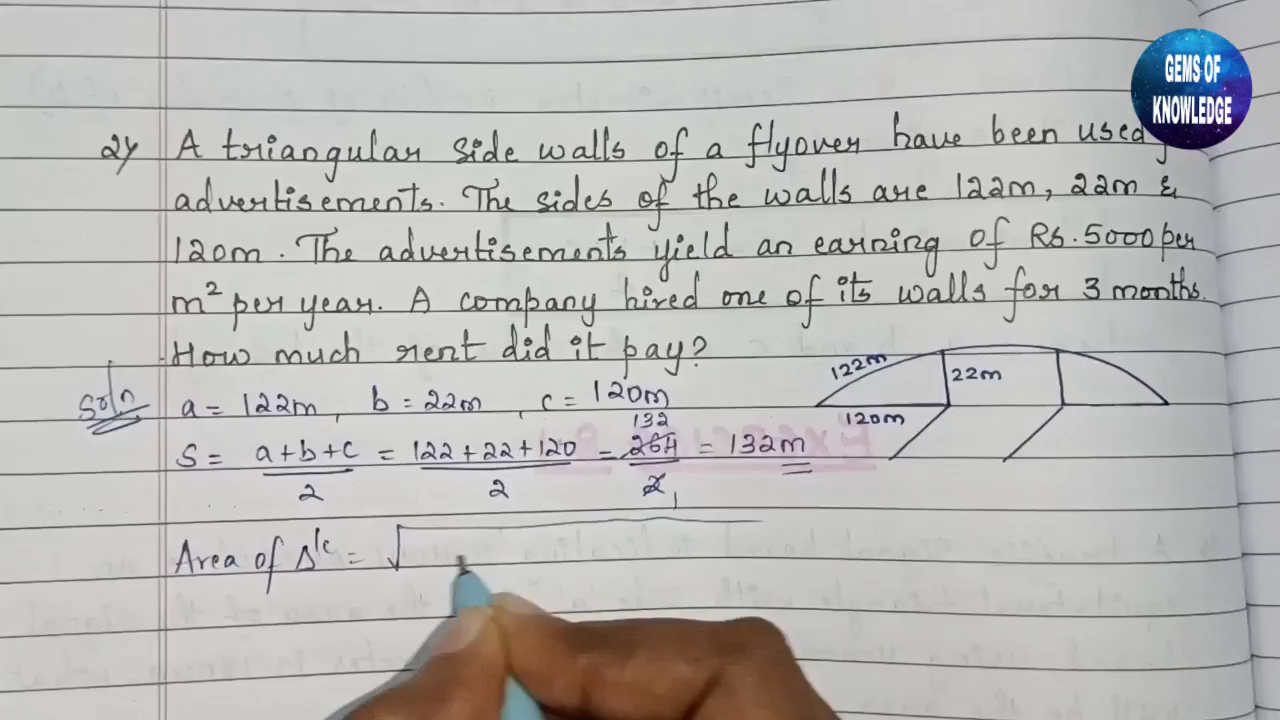 GEMS OF
KNOWLEDGE
2) A triangular side walls of a flyover have been used
advertisements. The sides of the walls are 122m, 22m &
120m. The advertisements yield an earning of Rs.5000 per
m² per year. A company hired one of its walls for 3 months.
How much rent did it pay?
Soln a = 122m, b = 22m, c = 120m
122m 22m
120m
S = a+b+c/2 = 122+22+120/2 = 264/2 = 132m
132
1
Area of Δle = √